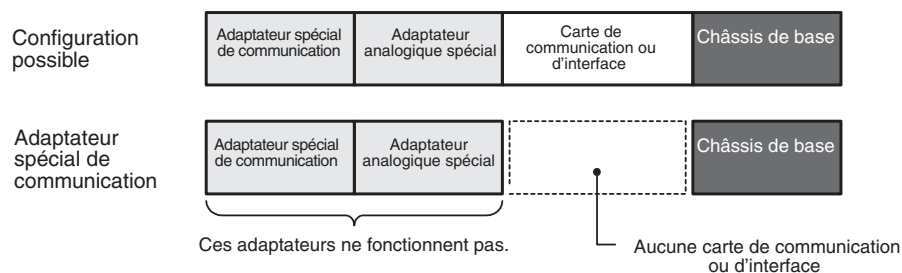 Configuration
possible
Adaptateur spécial
de communication
Adaptateur
analogique spécial
Carte de
communication ou
d'interface
Châssis de base
Adaptateur
spécial de
communication
Adaptateur spécial
de communication
Adaptateur
analogique spécial
Châssis de base
Ces adaptateurs ne fonctionnent pas.
Aucune carte de communication
ou d'interface